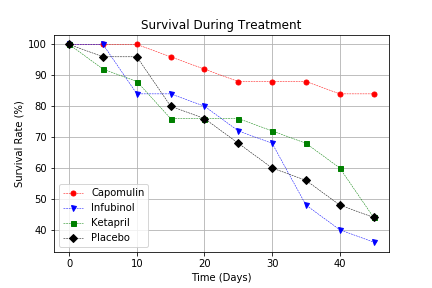 Survival During Treatment
Survival Rate (%)
100
90
80
70
60
50
40
Capomulin
Infubinol
Ketapril
Placebo
0
10
20
30
40
Time (Days)